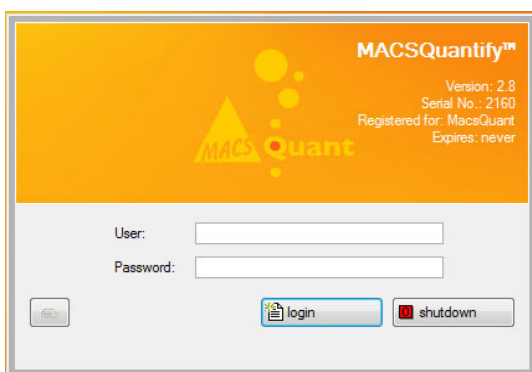 MACSQuantify™
Version: 2.8
Serial No.: 2160
Registered for: MacsQuant
Expires: never
MACS Quant
User:
Password:
login
shutdown